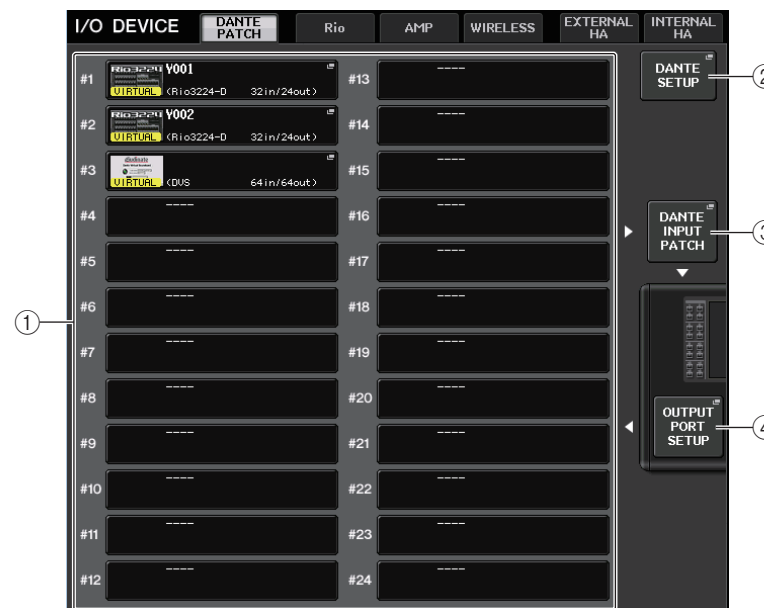 I/O DEVICE
DANTE PATCH
Rio
AMP
WIRELESS
EXTERNAL HA
INTERNAL HA
#1
Rio3224
VIRTUAL
Y001
(Rio3224-D 32in/24out)
#2
Rio3224
VIRTUAL
Y002
(Rio3224-D 32in/24out)
#3
VIRTUAL
(DVS 64in/64out)
#4 ----
#5 ----
#6 ----
#7 ----
#8 ----
#9 ----
#10 ----
#11 ----
#12 ----
#13 ----
#14 ----
#15 ----
#16 ----
#17 ----
#18 ----
#19 ----
#20 ----
#21 ----
#22 ----
#23 ----
#24 ----
DANTE
SETUP
DANTE
INPUT
PATCH
OUTPUT
PORT
SETUP
①
②
③
④